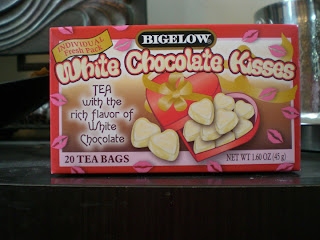 BIGELOW
INDIVIDUAL
Fresh Pack
White Chocolate Kisses
TEA
with the
rich flavor of
White
Chocolate
20 TEA BAGS
NET WT 1.60 OZ (45 g)